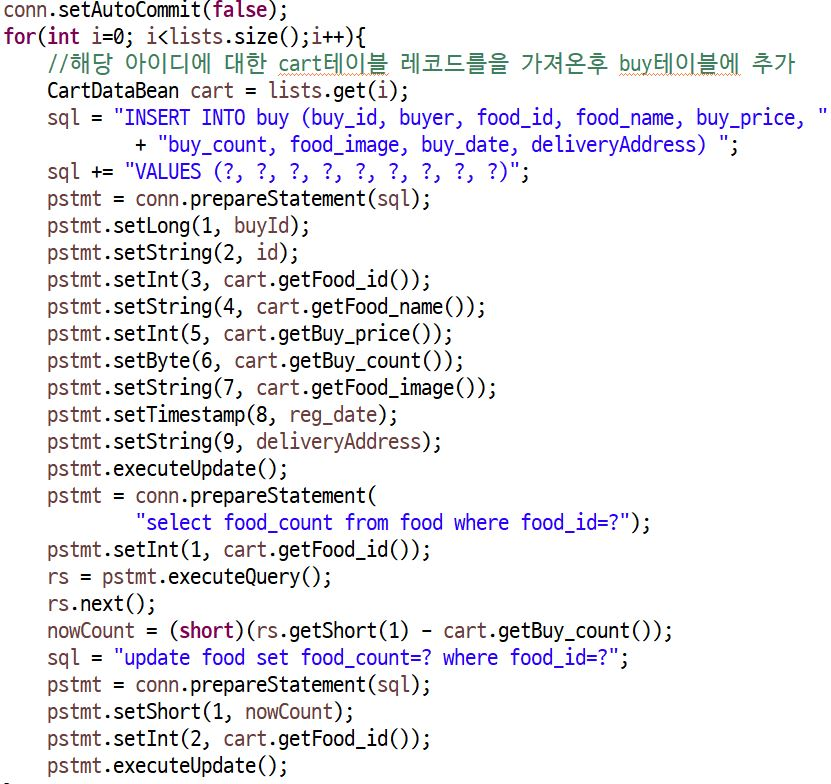 conn.setAutoCommit(false);
for(int i=0; i<lists.size();i++){
//해당 아이디에 대한 cart테이블 레코드를을 가져온후 buy테이블에 추가
CartDataBean cart = lists.get(i);
sql = "INSERT INTO buy (buy_id, buyer, food_id, food_name, buy_price, "
+ "buy_count, food_image, buy_date, deliveryAddress) ";
sql += "VALUES (?, ?, ?, ?, ?, ?, ?, ?, ?)";
pstmt = conn.prepareStatement(sql);
pstmt.setLong(1, buyId);
pstmt.setString(2, id);
pstmt.setInt(3, cart.getFood_id());
pstmt.setString(4, cart.getFood_name());
pstmt.setInt(5, cart.getBuy_price());
pstmt.setByte(6, cart.getBuy_count());
pstmt.setString(7, cart.getFood_image());
pstmt.setTimestamp(8, reg_date);
pstmt.setString(9, deliveryAddress);
pstmt.executeUpdate();
pstmt = conn.prepareStatement(
"select food_count from food where food_id=?");
pstmt.setInt(1, cart.getFood_id());
rs = pstmt.executeQuery();
rs.next();
nowCount = (short)(rs.getShort(1) - cart.getBuy_count());
sql = "update food set food_count=? where food_id=?";
pstmt = conn.prepareStatement(sql);
pstmt.setShort(1, nowCount);
pstmt.setInt(2, cart.getFood_id());
pstmt.executeUpdate();